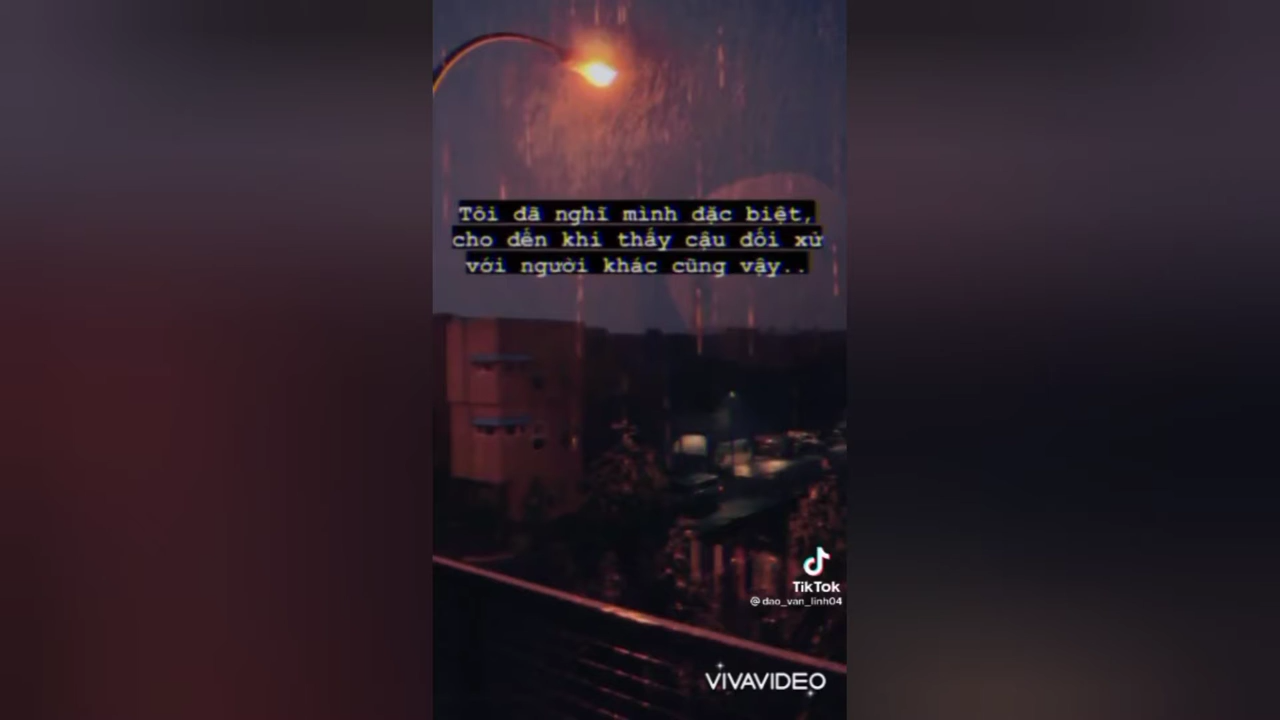 Tôi đã nghĩ mình đặc biệt,
cho đến khi thấy cậu đối xử
với người khác cũng vậy..
TikTok
@dao_van_linh04
VIVAVIDEO